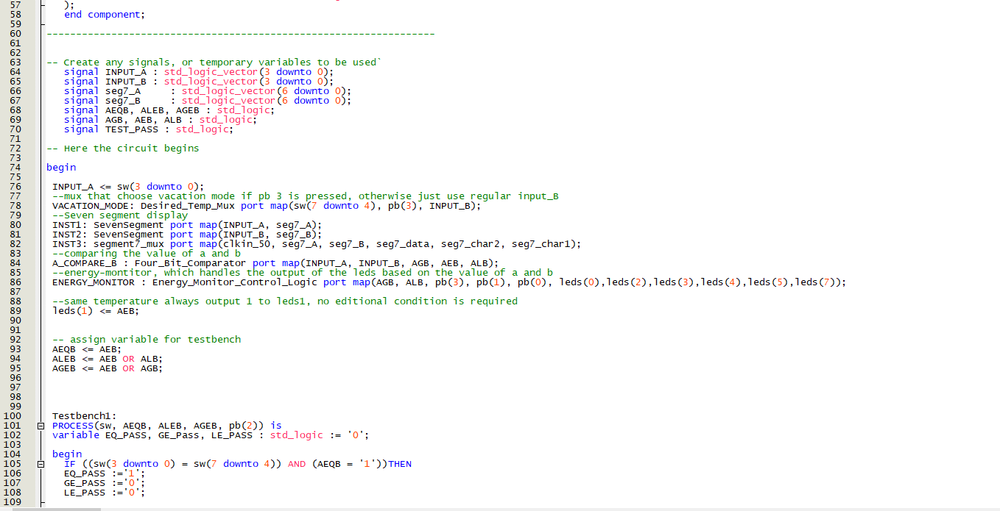 57 );
58 end component;
59
60 ------------------------------------------------------------------
61
62
63 -- Create any signals, or temporary variables to be used`
64 signal INPUT_A : std_logic_vector(3 downto 0);
65 signal INPUT_B : std_logic_vector(3 downto 0);
66 signal seg7_A : std_logic_vector(6 downto 0);
67 signal seg7_B : std_logic_vector(6 downto 0);
68 signal AEQB, ALEB, AGEB : std_logic;
69 signal AGB, AEB, ALB : std_logic;
70 signal TEST_PASS : std_logic;
71
72 -- Here the circuit begins
73
74 begin
75
76 INPUT_A <= sw(3 downto 0);
77 --mux that choose vacation mode if pb 3 is pressed, otherwise just use regular input_B
78 VACATION_MODE: Desired_Temp_Mux port map(sw(7 downto 4), pb(3), INPUT_B);
79 --Seven segment display
80 INST1: SevenSegment port map(INPUT_A, seg7_A);
81 INST2: SevenSegment port map(INPUT_B, seg7_B);
82 INST3: segment7_mux port map(clkin_50, seg7_A, seg7_B, seg7_data, seg7_char2, seg7_char1);
83 --comparing the value of a and b
84 A_COMPARE_B : Four_Bit_Comparator port map(INPUT_A, INPUT_B, AGB, AEB, ALB);
85 --energy-montitor, which handles the output of the leds based on the value of a and b
86 ENERGY_MONITOR : Energy_Monitor_Control_Logic port map(AGB, ALB, pb(3), pb(1), pb(0), leds(0),leds(2),leds(3),leds(4),leds(5),leds(7));
87
88 --same temperature always output 1 to leds1, no editional condition is required
89 leds(1) <= AEB;
90
91
92 -- assign variable for testbench
93 AEQB <= AEB;
94 ALEB <= AEB OR ALB;
95 AGEB <= AEB OR AGB;
96
97
98
99
100 Testbench1:
101 PROCESS(sw, AEQB, ALEB, AGEB, pb(2)) is
102 variable EQ_PASS, GE_Pass, LE_PASS : std_logic := '0';
103
104 begin
105 IF ((sw(3 downto 0) = sw(7 downto 4)) AND (AEQB = '1'))THEN
106 EQ_PASS :='1';
107 GE_PASS :='0';
108 LE_PASS :='0';
109